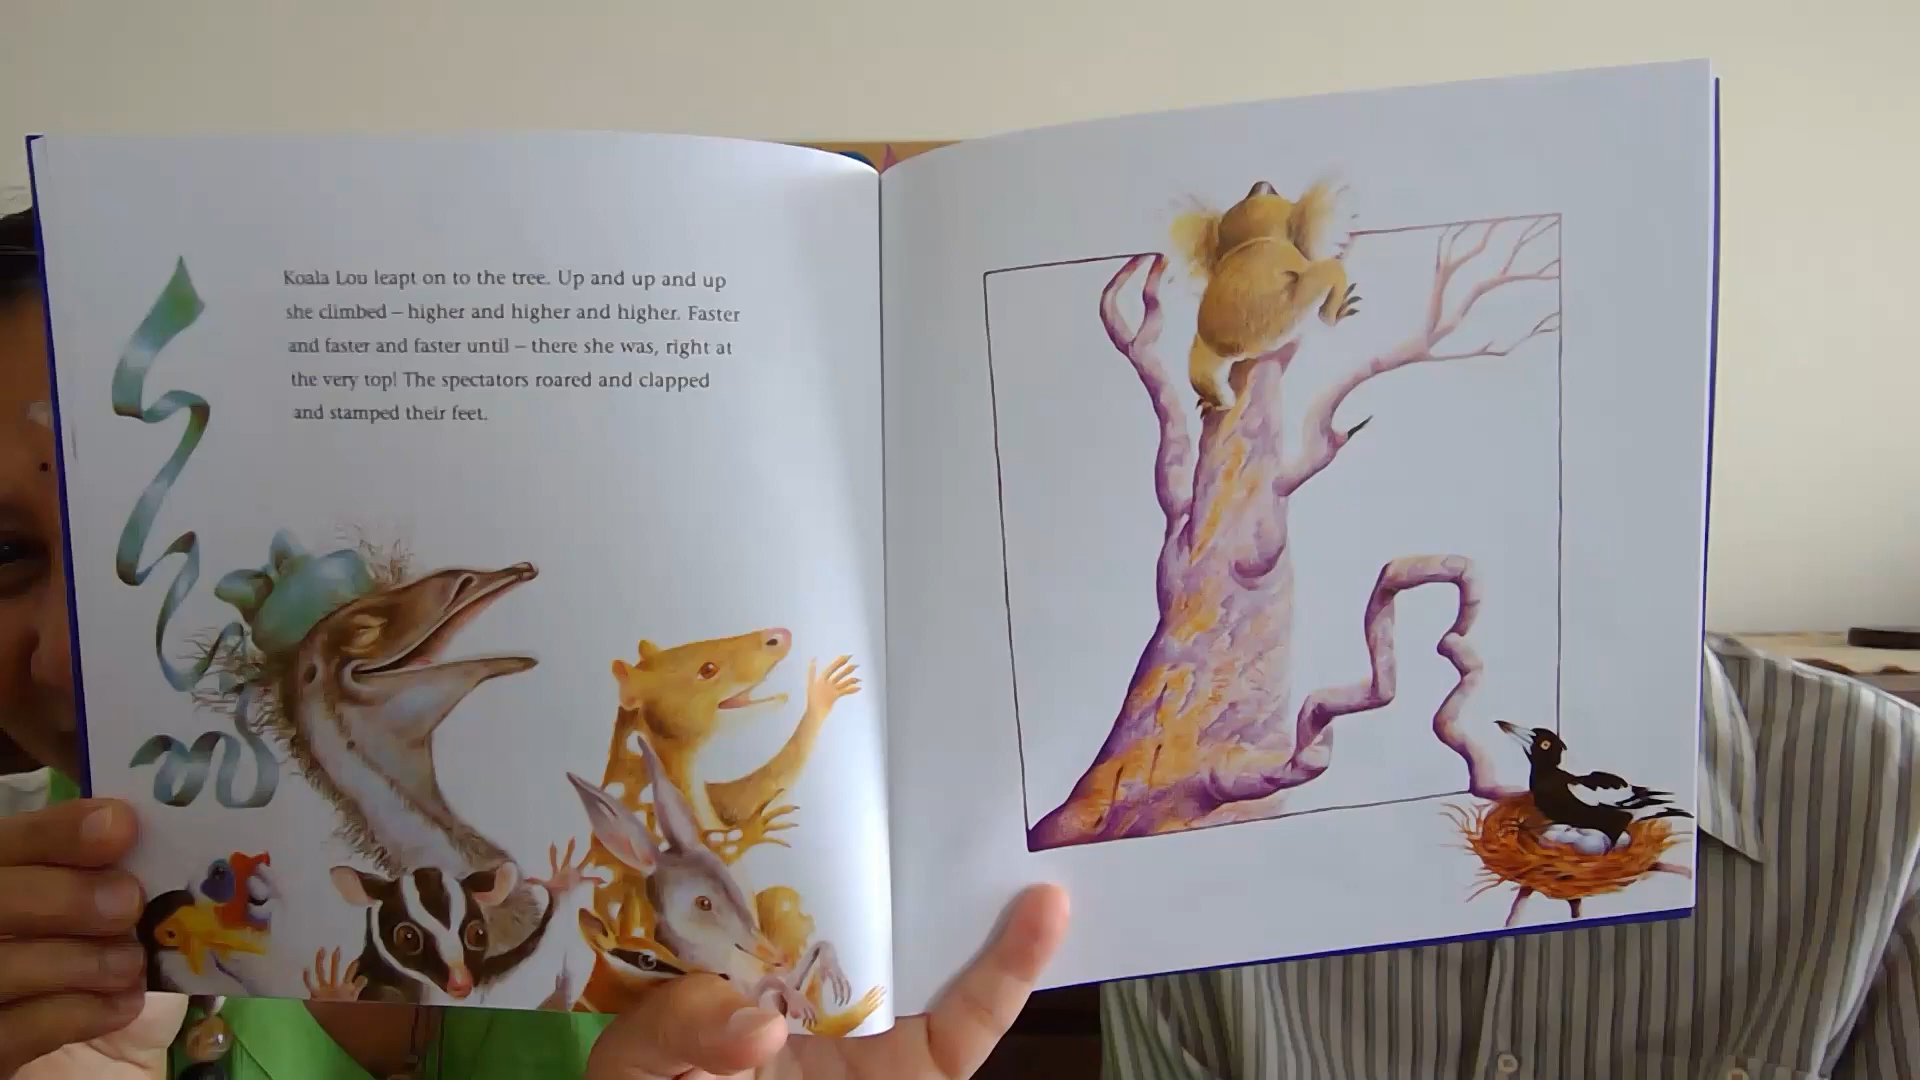 Koala Lou leapt on to the tree. Up and up and up
she climbed – higher and higher and higher. Faster
and faster and faster until – there she was, right at
the very top! The spectators roared and clapped
and stamped their feet.